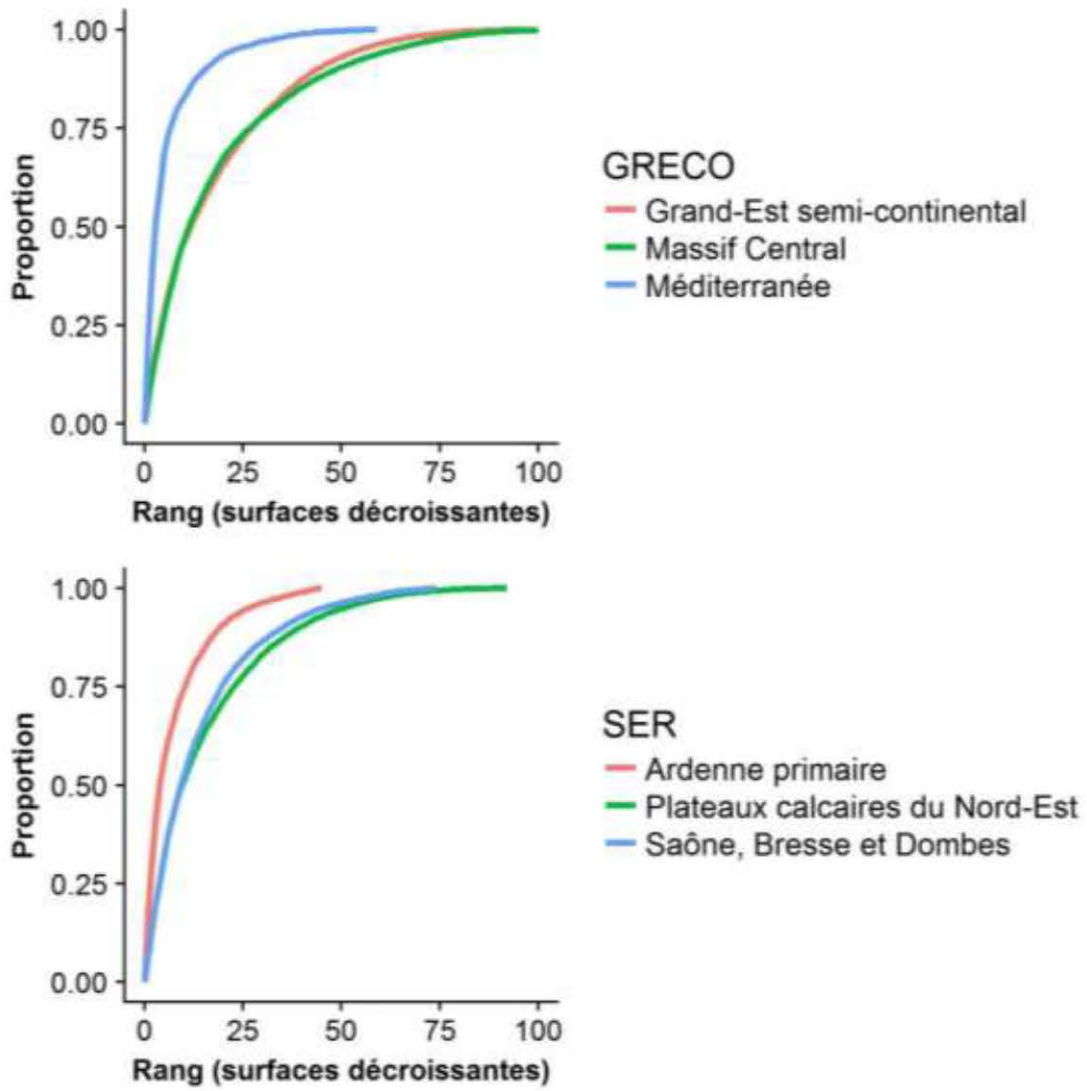 1.00
0.75
0.50
0.25
0.00
Proportion
0 25 50 75 100
Rang (surfaces décroissantes)
GRECO
Grand-Est semi-continental
Massif Central
Méditerranée
1.00
0.75
0.50
0.25
0.00
Proportion
0 25 50 75 100
Rang (surfaces décroissantes)
SER
Ardenne primaire
Plateaux calcaires du Nord-Est
Saône, Bresse et Dombes